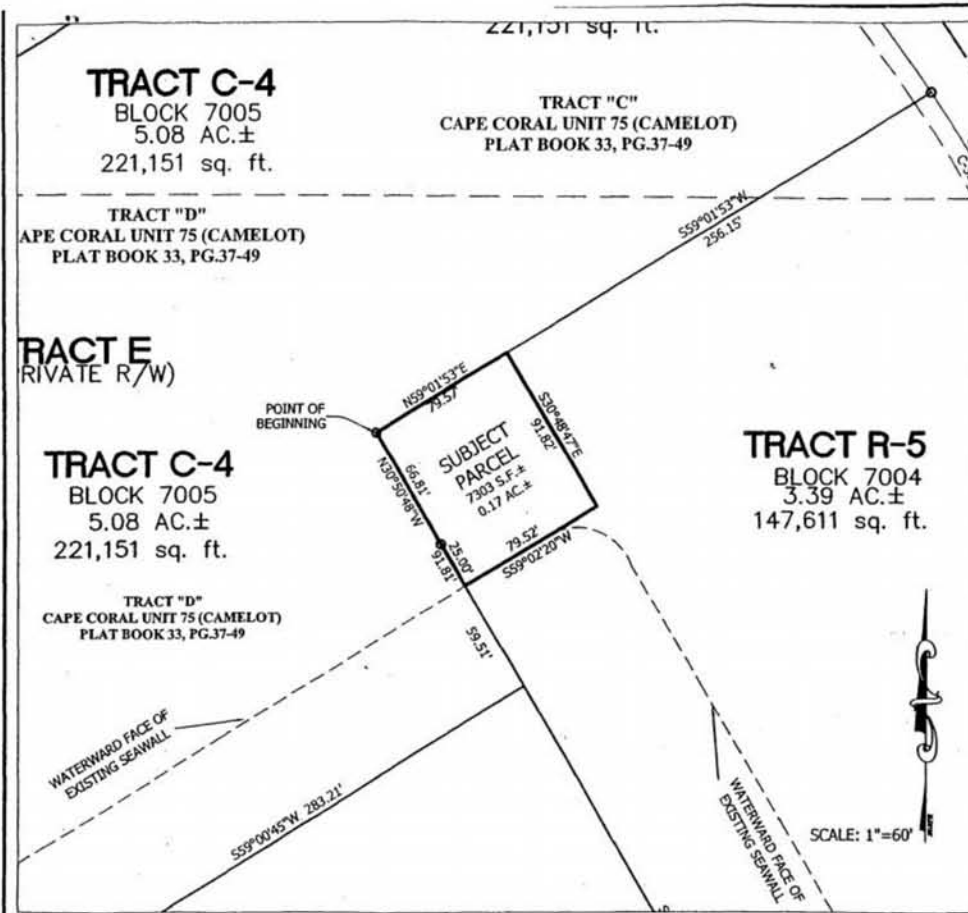 221,151 sq. ft.
TRACT C-4
BLOCK 7005
5.08 AC.±
221,151 sq. ft.
TRACT "C"
CAPE CORAL UNIT 75 (CAMELOT)
PLAT BOOK 33, PG.37-49
TRACT "D"
APE CORAL UNIT 75 (CAMELOT)
PLAT BOOK 33, PG.37-49
S59°01'53"W
256.15'
RACT E
RIVATE R/W)
N59°01'53"E
79.57'
POINT OF
BEGINNING
S30°48'47"E
91.82'
SUBJECT
PARCEL
7303 S.F.±
0.17 AC.±
66.81'
N30°50'48"W
25.00'
91.81'
79.52'
S59°02'20"W
TRACT C-4
BLOCK 7005
5.08 AC.±
221,151 sq. ft.
TRACT R-5
BLOCK 7004
3.39 AC.±
147,611 sq. ft.
TRACT "D"
CAPE CORAL UNIT 75 (CAMELOT)
PLAT BOOK 33, PG.37-49
59.51'
WATERWARD FACE OF
EXISTING SEAWALL
S59°00'45"W 283.21'
WATERWARD FACE OF
EXISTING SEAWALL
SCALE: 1"=60'